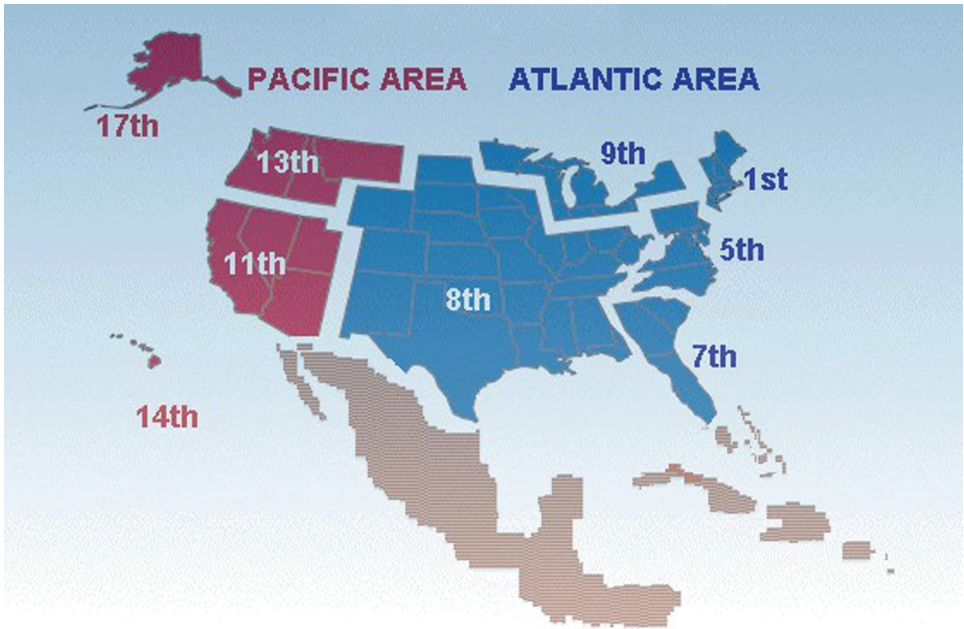 PACIFIC AREA
ATLANTIC AREA
17th
13th
9th
1st
11th
5th
8th
7th
14th